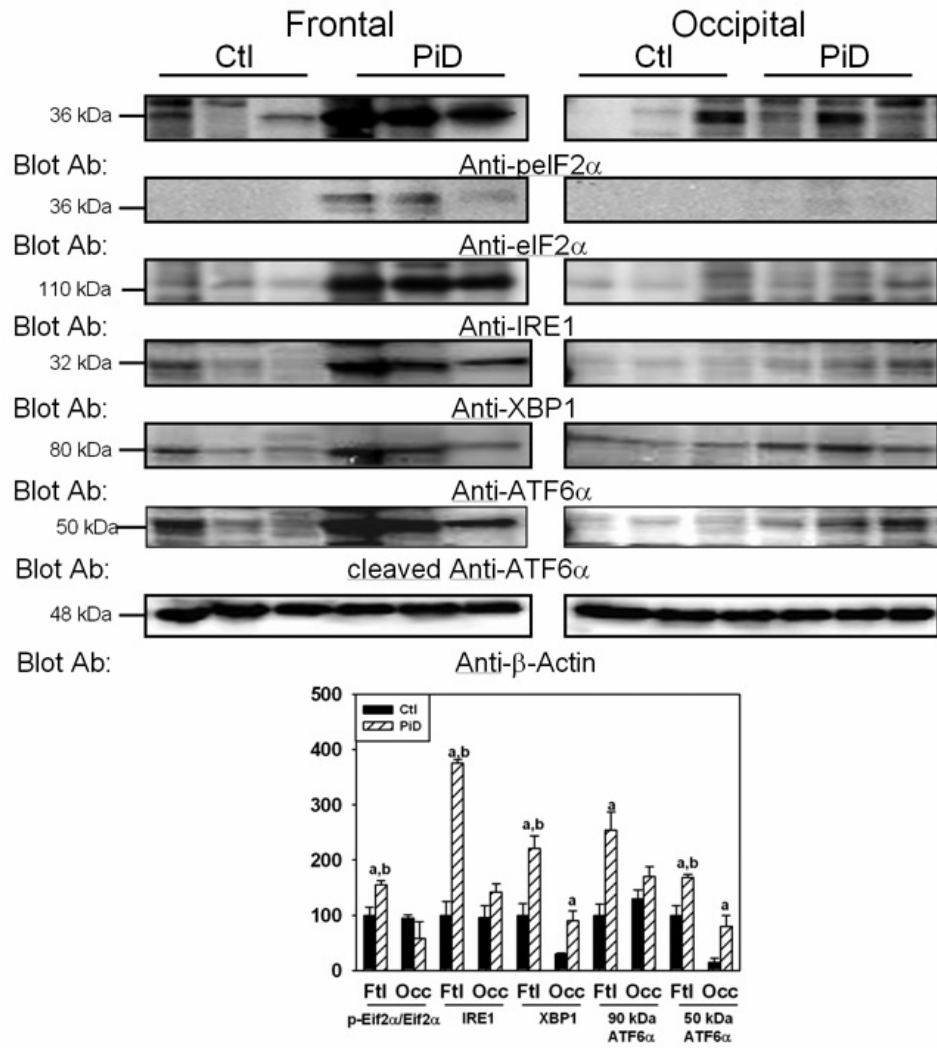 Frontal Occipital
Ctl PiD Ctl PiD
36 kDa
Blot Ab: Anti-peIF2α
36 kDa
Blot Ab: Anti-eIF2α
110 kDa
Blot Ab: Anti-IRE1
32 kDa
Blot Ab: Anti-XBP1
80 kDa
Blot Ab: Anti-ATF6α
50 kDa
Blot Ab: cleaved Anti-ATF6α
48 kDa
Blot Ab: Anti-β-Actin
500
Ctl
PiD
400
a,b
300
a
a,b
200
a,b
a,b
a
a
100
0
Ftl Occ Ftl Occ Ftl Occ Ftl Occ Ftl Occ
p-Eif2α/Eif2α IRE1 XBP1 90 kDa 50 kDa
ATF6α ATF6α